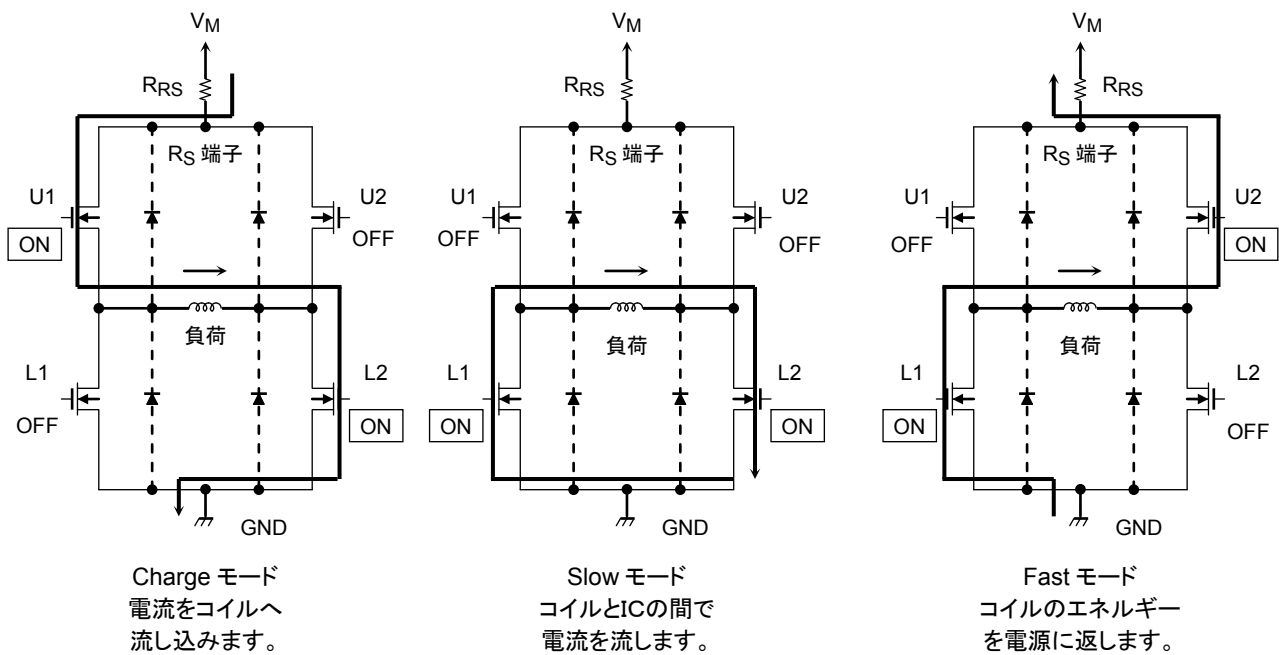 VM
RRS
RS 端子
U1
ON
U2
OFF
負荷
L1
OFF
L2
ON
GND
Charge モード
電流をコイルへ
流し込みます。
VM
RRS
RS 端子
U1
OFF
U2
OFF
負荷
L1
ON
L2
ON
GND
Slow モード
コイルとICの間で
電流を流します。
VM
RRS
RS 端子
U1
OFF
U2
ON
負荷
L1
ON
L2
OFF
GND
Fast モード
コイルのエネルギー
を電源に返します。